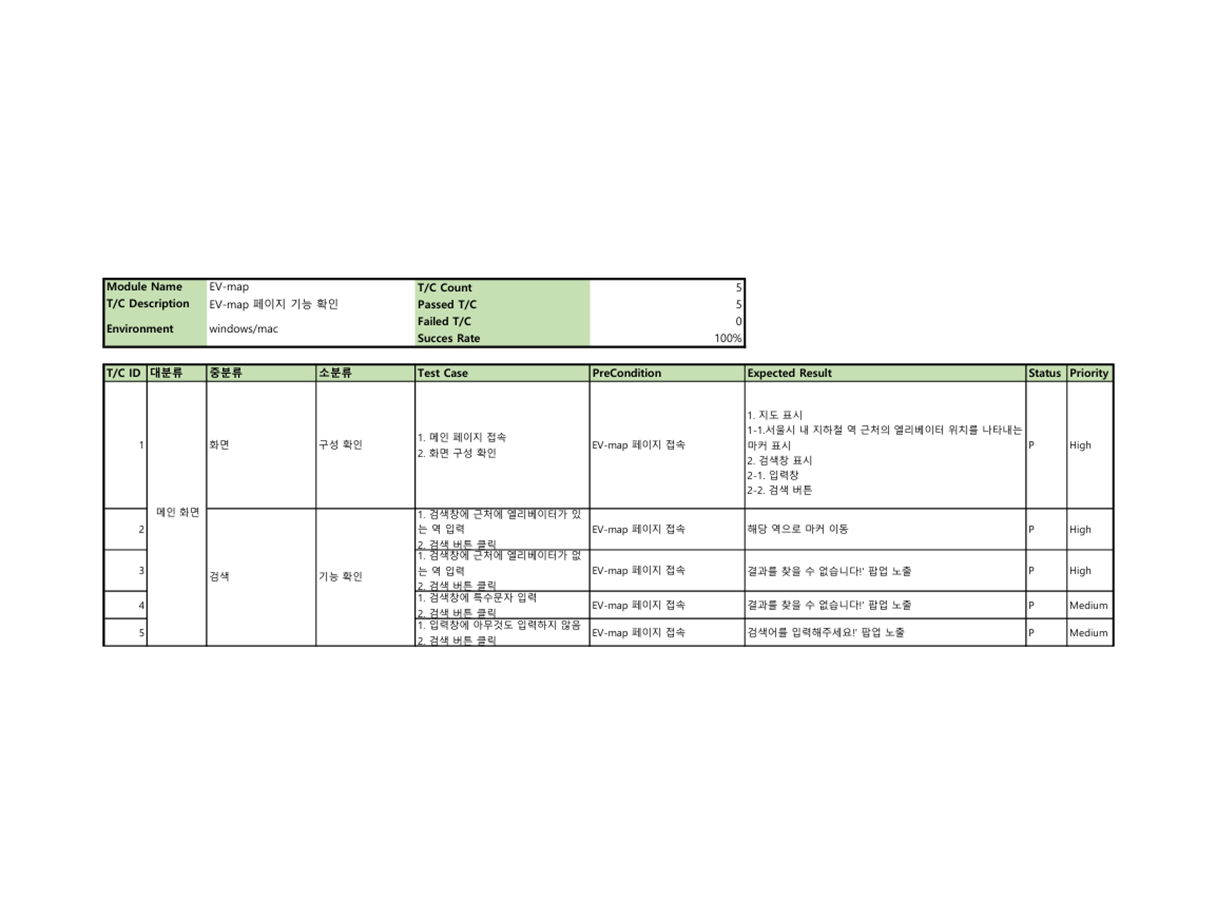 Module Name EV-map T/C Count 5
T/C Description EV-map 페이지 기능 확인 Passed T/C 5
Environment windows/mac Failed T/C 0
Succes Rate 100%
T/C ID 대분류 중분류 소분류 Test Case PreCondition Expected Result Status Priority
1 메인 화면 화면 구성 확인
1. 메인 페이지 접속
2. 화면 구성 확인
EV-map 페이지 접속
1. 지도 표시
1-1.서울시 내 지하철 역 근처의 엘리베이터 위치를 나타내는
마커 표시
2. 검색창 표시
2-1. 입력창
2-2. 검색 버튼
P High
2 검색 기능 확인
1. 검색창에 근처에 엘리베이터가 있
는 역 입력
2. 검색 버튼 클릭
EV-map 페이지 접속 해당 역으로 마커 이동 P High
3
1. 검색창에 근처에 엘리베이터가 없
는 역 입력
2. 검색 버튼 클릭
EV-map 페이지 접속 결과를 찾을 수 없습니다!' 팝업 노출 P High
4
1. 검색창에 특수문자 입력
2. 검색 버튼 클릭
EV-map 페이지 접속 결과를 찾을 수 없습니다!' 팝업 노출 P Medium
5
1. 입력창에 아무것도 입력하지 않음
2. 검색 버튼 클릭
EV-map 페이지 접속 검색어를 입력해주세요!' 팝업 노출 P Medium